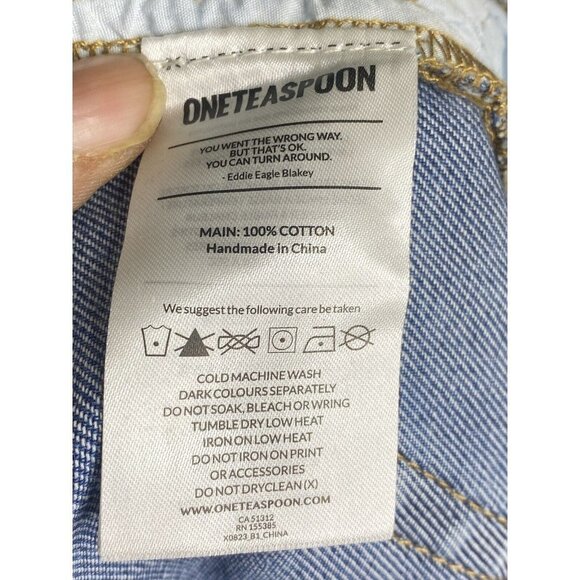 ONETEASPOON
YOU WENT THE WRONG WAY.
BUT THAT'S OK.
YOU CAN TURN AROUND.
- Eddie Eagle Blakey
MAIN: 100% COTTON
Handmade in China
We suggest the following care be taken
COLD MACHINE WASH
DARK COLOURS SEPARATELY
DO NOT SOAK, BLEACH OR WRING
TUMBLE DRY LOW HEAT
IRON ON LOW HEAT
DO NOT IRON ON PRINT
OR ACCESSORIES
DO NOT DRYCLEAN (X)
WWW.ONETEASPOON.COM
CA 51312
RN 155385
X0823_B1_CHINA